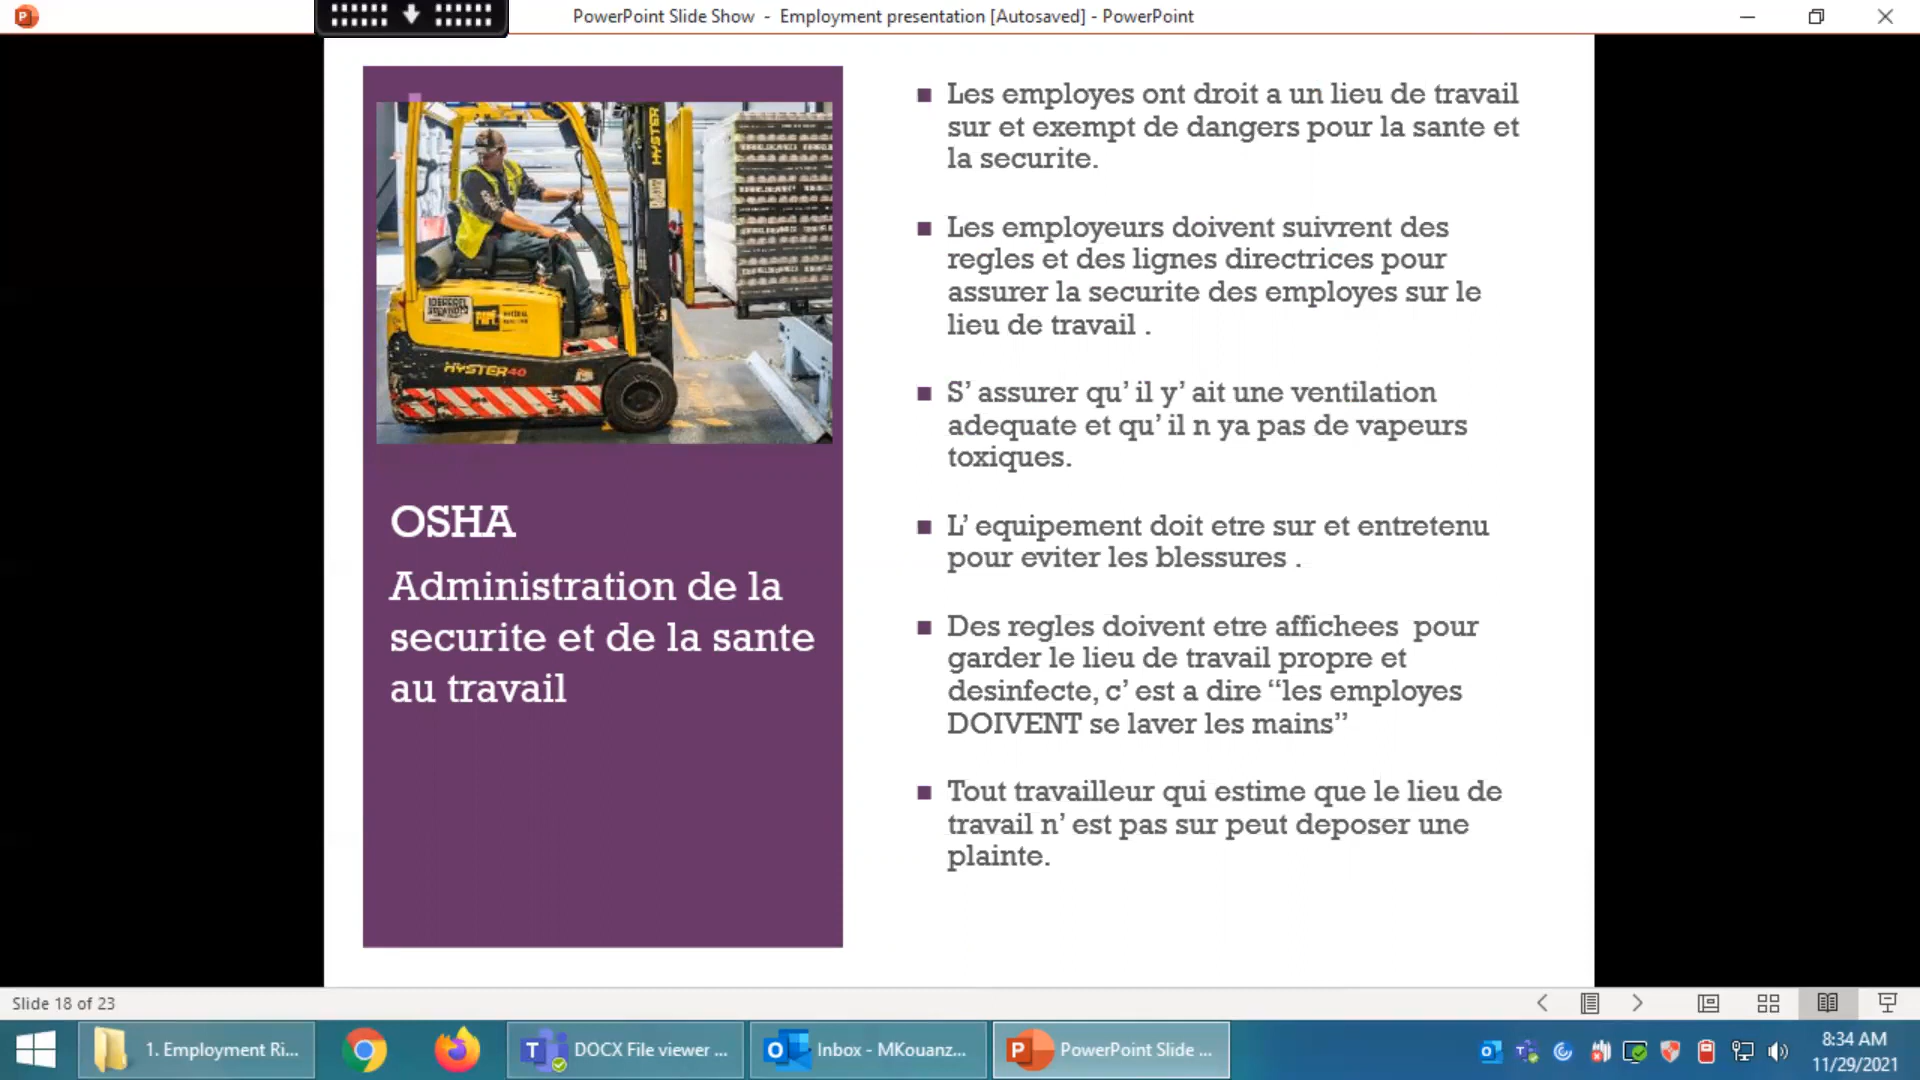 PowerPoint Slide Show - Employment presentation [Autosaved] - PowerPoint
HYSTER
HYSTER 40
OSHA
Administration de la
securite et de la sante
au travail
Les employes ont droit a un lieu de travail
sur et exempt de dangers pour la sante et
la securite.
Les employeurs doivent suivrent des
regles et des lignes directrices pour
assurer la securite des employes sur le
lieu de travail .
S’ assurer qu’ il y’ ait une ventilation
adequate et qu’ il n ya pas de vapeurs
toxiques.
L’ equipement doit etre sur et entretenu
pour eviter les blessures .
Des regles doivent etre affichees pour
garder le lieu de travail propre et
desinfecte, c’ est a dire “les employes
DOIVENT se laver les mains”
Tout travailleur qui estime que le lieu de
travail n’ est pas sur peut deposer une
plainte.
Slide 18 of 23
1. Employment Ri...
DOCX File viewer ...
Inbox - MKouanz...
PowerPoint Slide ...
8:34 AM
11/29/2021